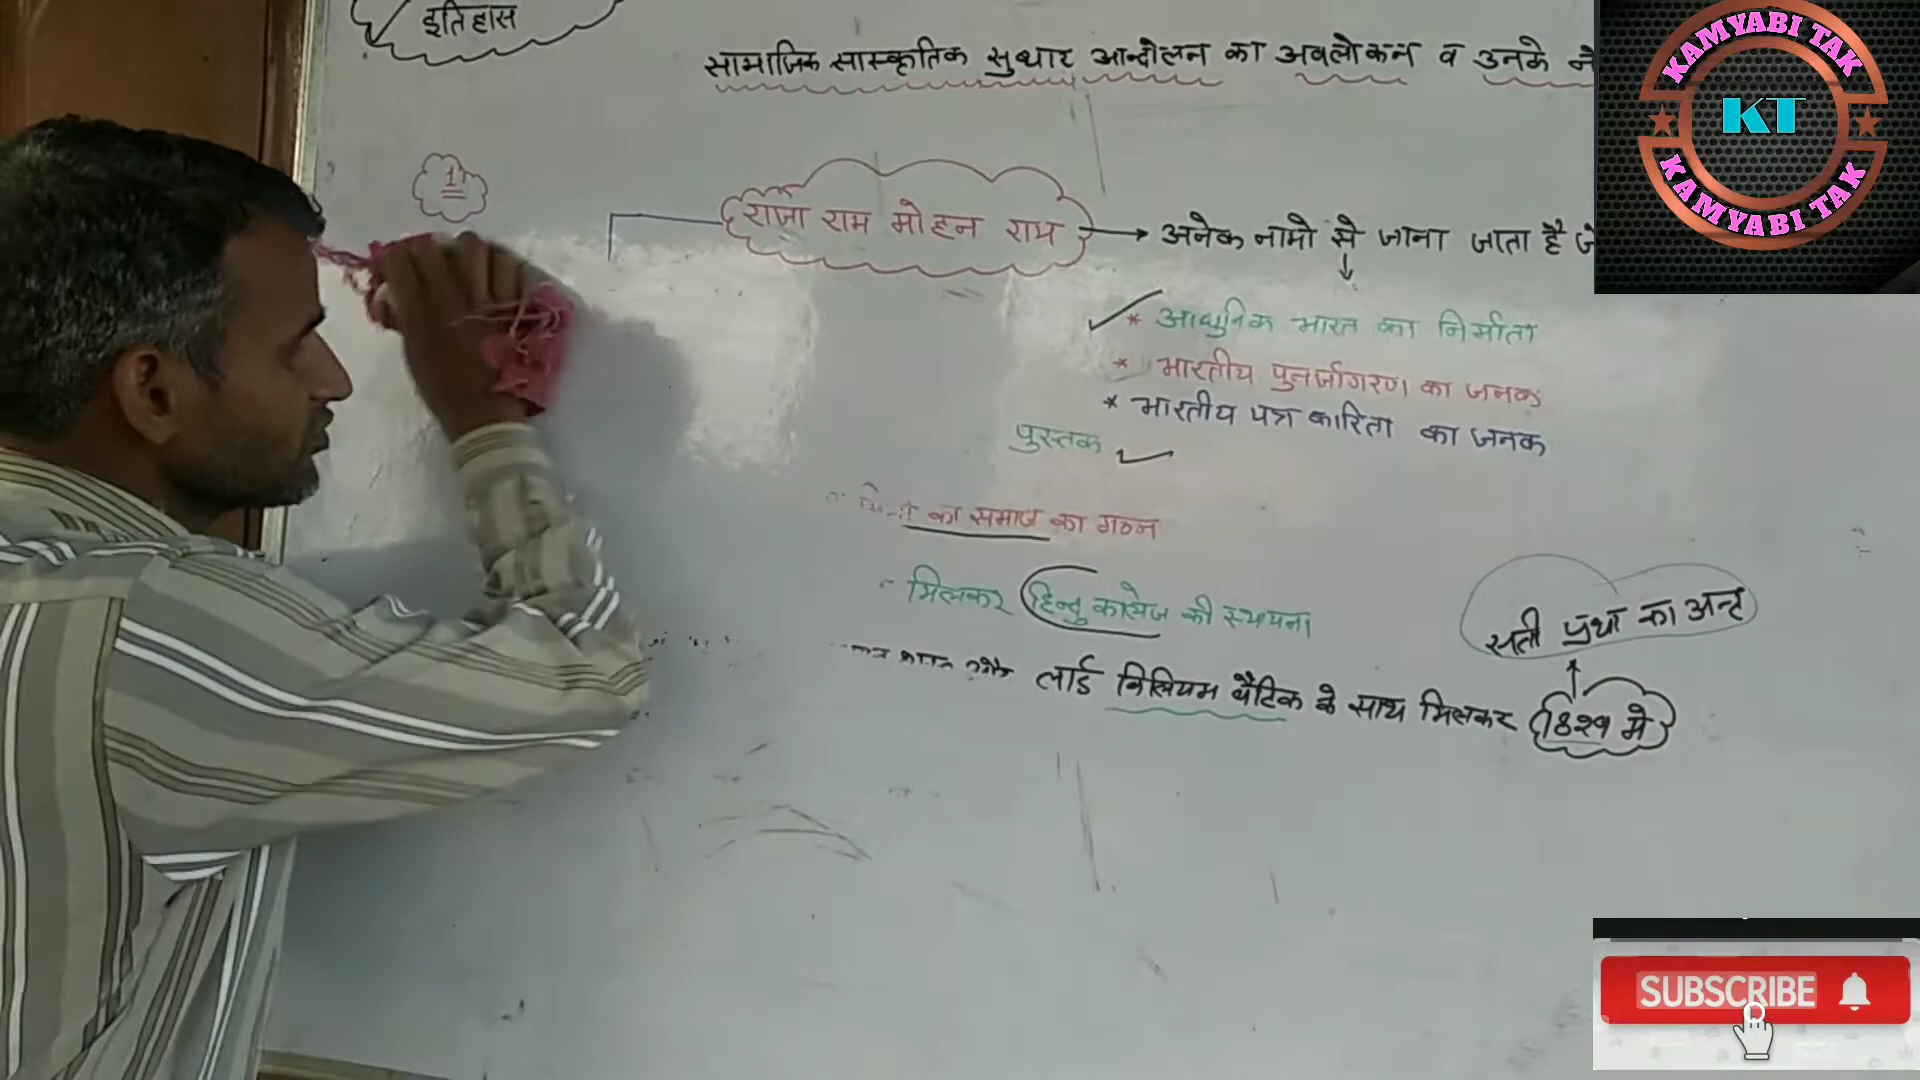 इतिहास
सामाजिक सास्कृतिक सुधार आन्दोलन का अवलोकन व उनके
KAMYABI TAK
KT
KAMYABI TAK
1
राजा राम मोहन राय
अनेक नामो से जाना जाता है
* आधुनिक भारत का निर्माता
* भारतीय पुनर्जागरण का जनक
* भारतीय पत्र कारिता का जनक
पुस्तक
का समाज का गठन
मिलकर हिन्दु कालेज की स्थापना
सती प्रथा का अन्त
लार्ड विलियम बैटिक के साथ मिलकर 1829 मे
SUBSCRIBE